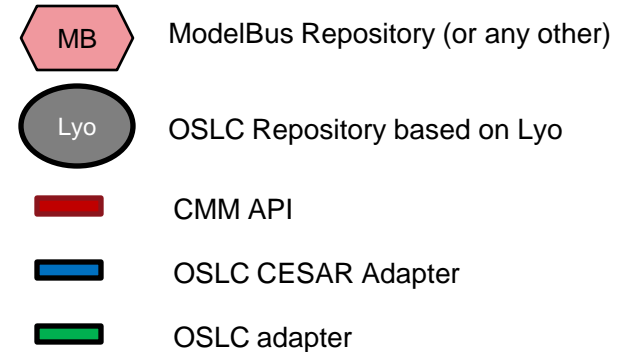 MB ModelBus Repository (or any other)
Lyo OSLC Repository based on Lyo
CMM API
OSLC CESAR Adapter
OSLC adapter